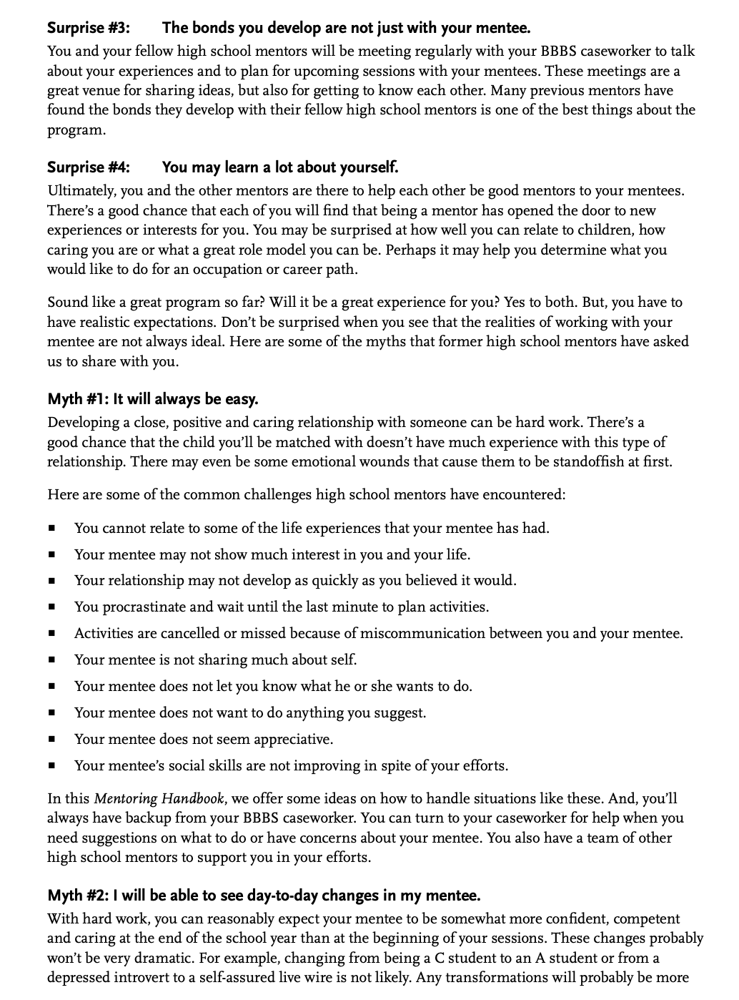 Surprise #3: The bonds you develop are not just with your mentee.
You and your fellow high school mentors will be meeting regularly with your BBBS caseworker to talk
about your experiences and to plan for upcoming sessions with your mentees. These meetings are a
great venue for sharing ideas, but also for getting to know each other. Many previous mentors have
found the bonds they develop with their fellow high school mentors is one of the best things about the
program.
Surprise #4: You may learn a lot about yourself.
Ultimately, you and the other mentors are there to help each other be good mentors to your mentees.
There’s a good chance that each of you will find that being a mentor has opened the door to new
experiences or interests for you. You may be surprised at how well you can relate to children, how
caring you are or what a great role model you can be. Perhaps it may help you determine what you
would like to do for an occupation or career path.
Sound like a great program so far? Will it be a great experience for you? Yes to both. But, you have to
have realistic expectations. Don’t be surprised when you see that the realities of working with your
mentee are not always ideal. Here are some of the myths that former high school mentors have asked
us to share with you.
Myth #1: It will always be easy.
Developing a close, positive and caring relationship with someone can be hard work. There’s a
good chance that the child you’ll be matched with doesn’t have much experience with this type of
relationship. There may even be some emotional wounds that cause them to be standoffish at first.
Here are some of the common challenges high school mentors have encountered:
■ You cannot relate to some of the life experiences that your mentee has had.
■ Your mentee may not show much interest in you and your life.
■ Your relationship may not develop as quickly as you believed it would.
■ You procrastinate and wait until the last minute to plan activities.
■ Activities are cancelled or missed because of miscommunication between you and your mentee.
■ Your mentee is not sharing much about self.
■ Your mentee does not let you know what he or she wants to do.
■ Your mentee does not want to do anything you suggest.
■ Your mentee does not seem appreciative.
■ Your mentee’s social skills are not improving in spite of your efforts.
In this Mentoring Handbook, we offer some ideas on how to handle situations like these. And, you’ll
always have backup from your BBBS caseworker. You can turn to your caseworker for help when you
need suggestions on what to do or have concerns about your mentee. You also have a team of other
high school mentors to support you in your efforts.
Myth #2: I will be able to see day-to-day changes in my mentee.
With hard work, you can reasonably expect your mentee to be somewhat more confident, competent
and caring at the end of the school year than at the beginning of your sessions. These changes probably
won’t be very dramatic. For example, changing from being a C student to an A student or from a
depressed introvert to a self-assured live wire is not likely. Any transformations will probably be more